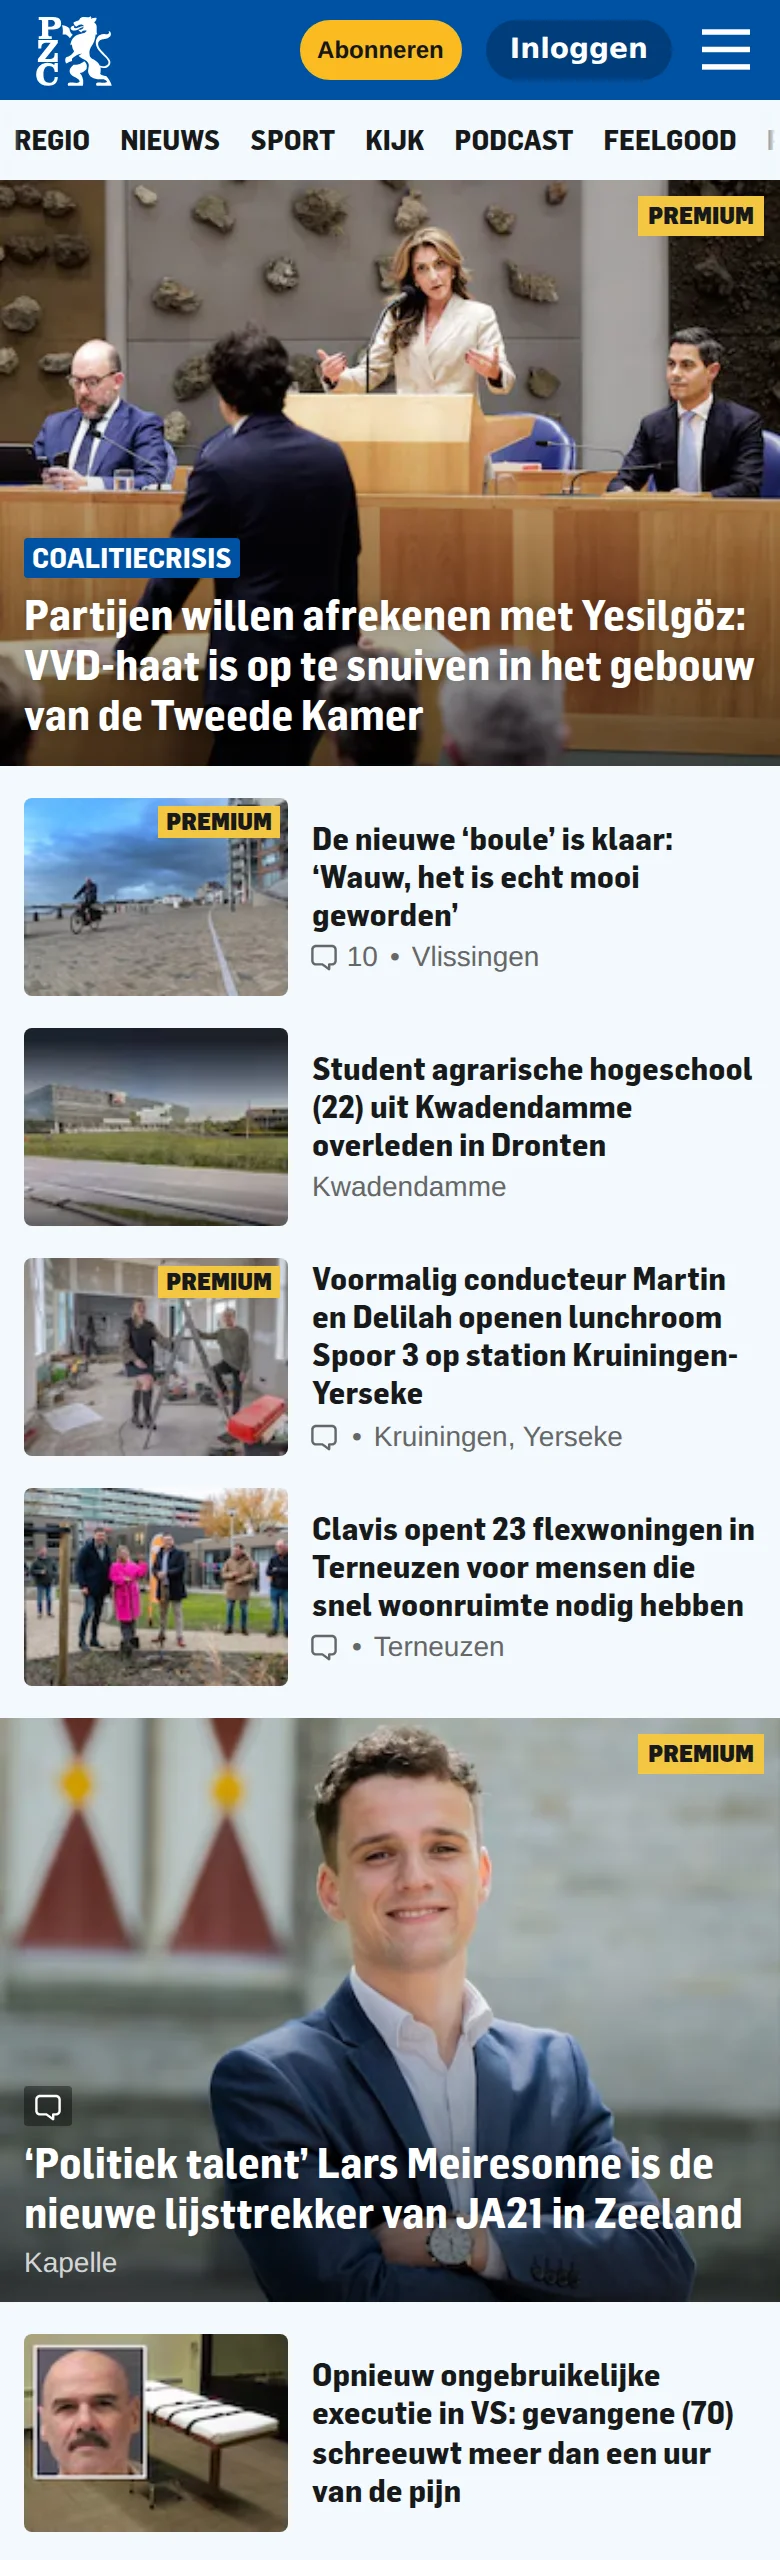 PZC
Abonneren
Inloggen
REGIO NIEUWS SPORT KIJK PODCAST FEELGOOD
PREMIUM
COALITIECRISIS
Partijen willen afrekenen met Yesilgöz:
VVD-haat is op te snuiven in het gebouw
van de Tweede Kamer
PREMIUM
De nieuwe ‘boule’ is klaar:
‘Wauw, het is echt mooi
geworden’
10 • Vlissingen
Student agrarische hogeschool
(22) uit Kwadendamme
overleden in Dronten
Kwadendamme
PREMIUM
Voormalig conducteur Martin
en Delilah openen lunchroom
Spoor 3 op station Kruiningen-
Yerseke
• Kruiningen, Yerseke
Clavis opent 23 flexwoningen in
Terneuzen voor mensen die
snel woonruimte nodig hebben
• Terneuzen
PREMIUM
‘Politiek talent’ Lars Meiresonne is de
nieuwe lijsttrekker van JA21 in Zeeland
Kapelle
Opnieuw ongebruikelijke
executie in VS: gevangene (70)
schreeuwt meer dan een uur
van de pijn